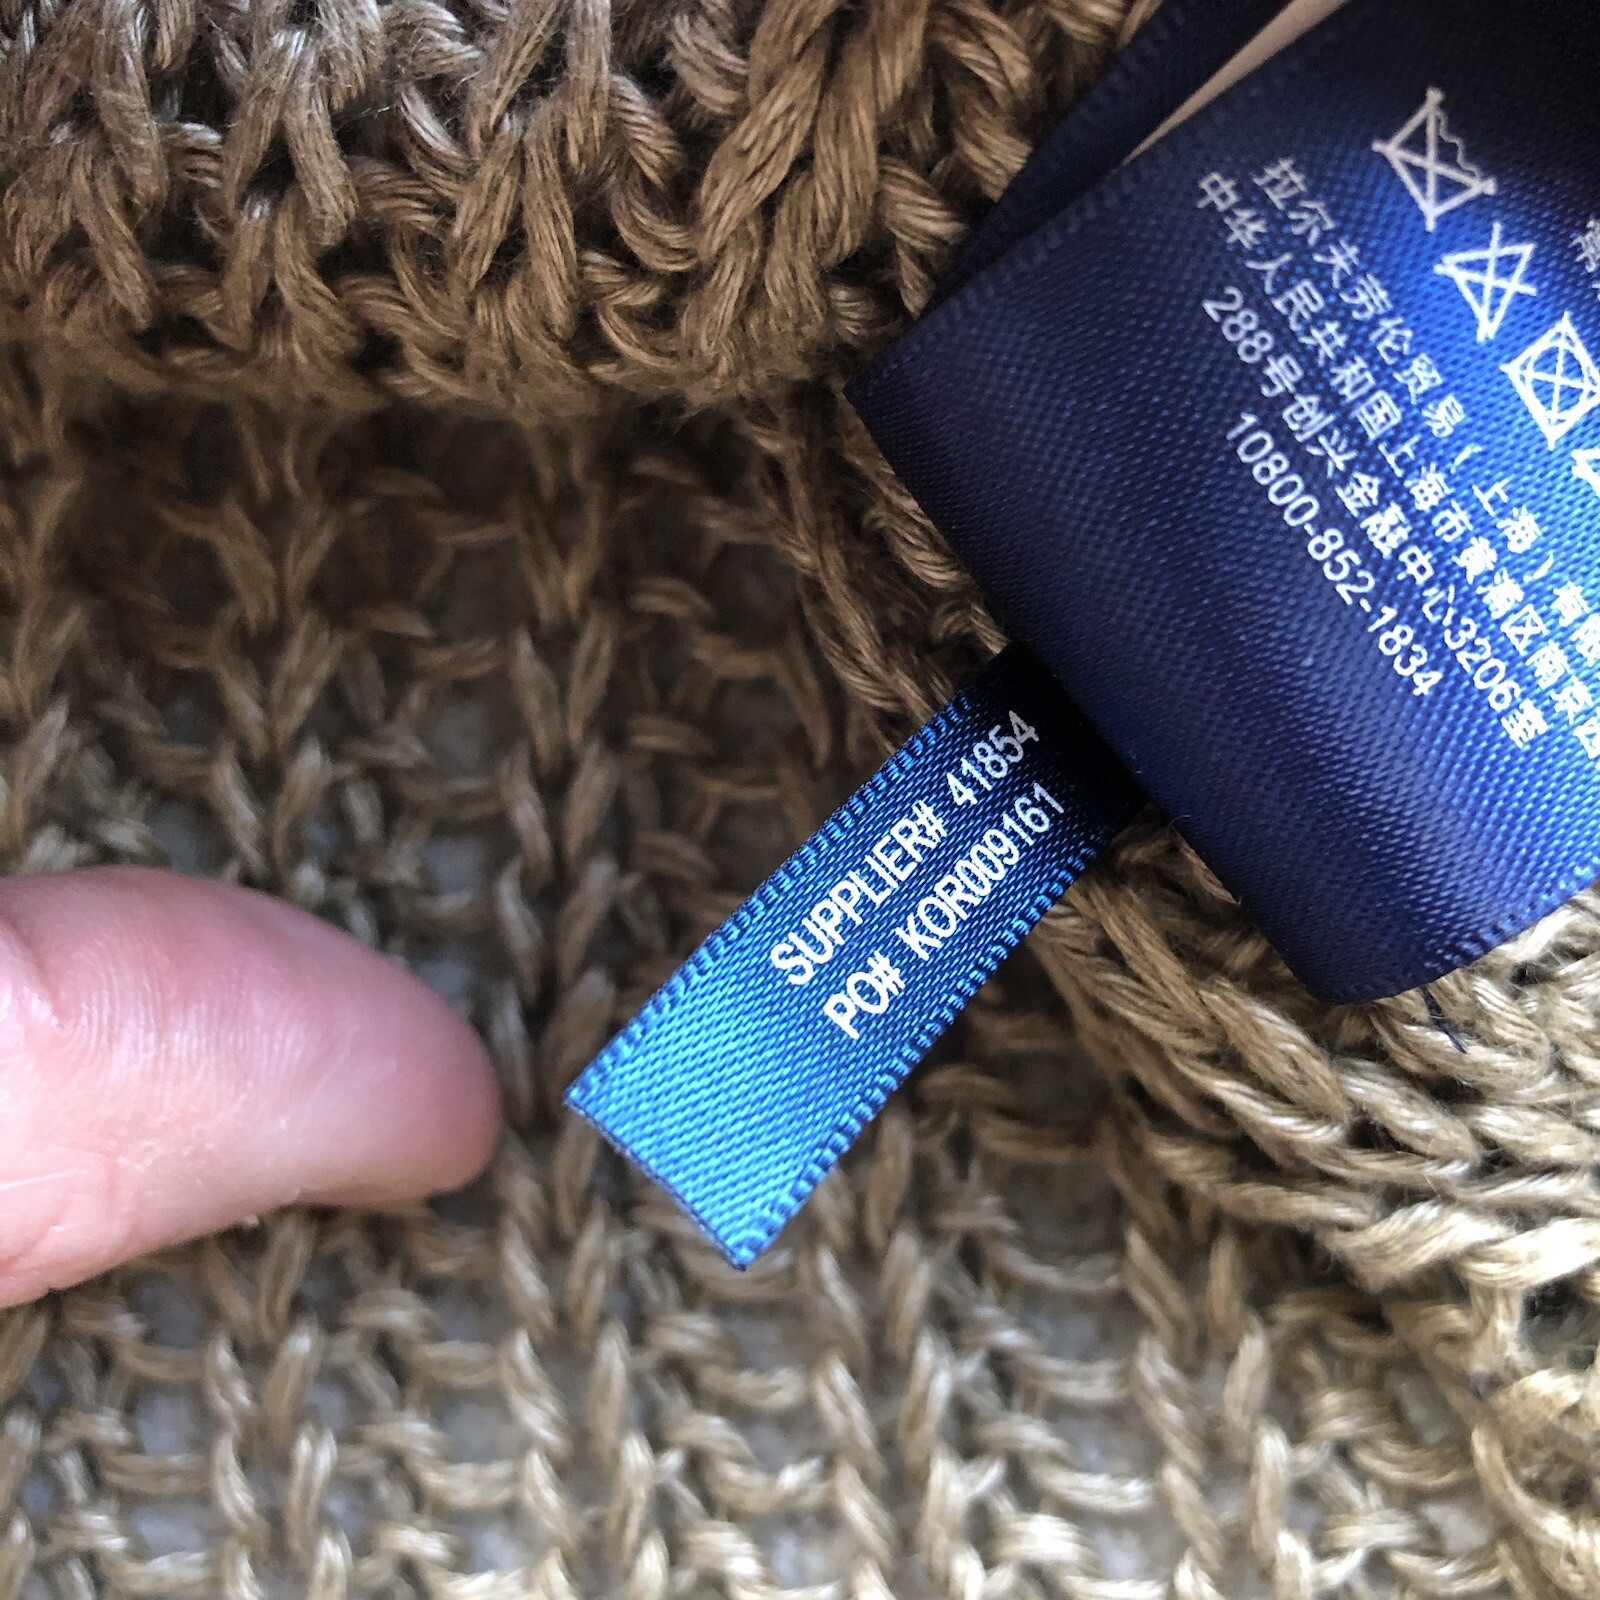 拉尔夫劳伦贸易(上海)有限
中华人民共和国上海市黄浦区南京西
288号创兴金融中心3206室
10800-852-1834
SUPPLIER# 41854
PO# KOR009161